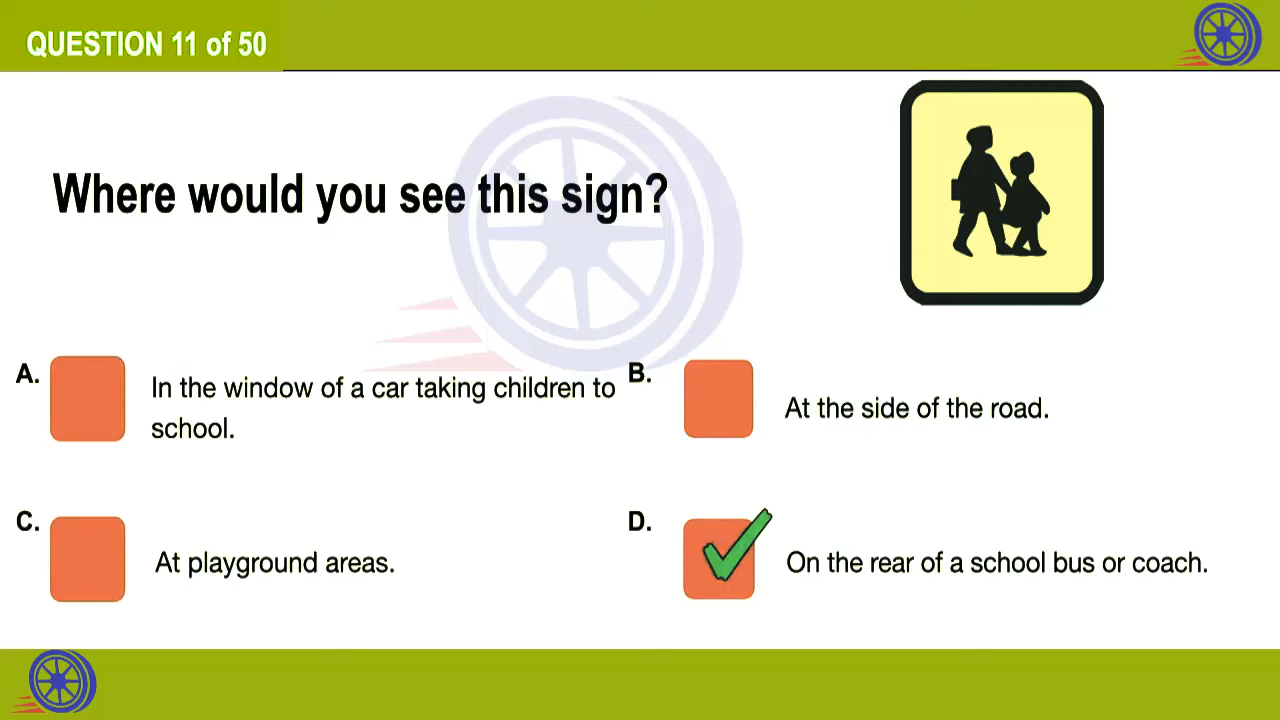 QUESTION 11 of 50
Where would you see this sign?
A.
In the window of a car taking children to
school.
B.
At the side of the road.
C.
At playground areas.
D.
On the rear of a school bus or coach.